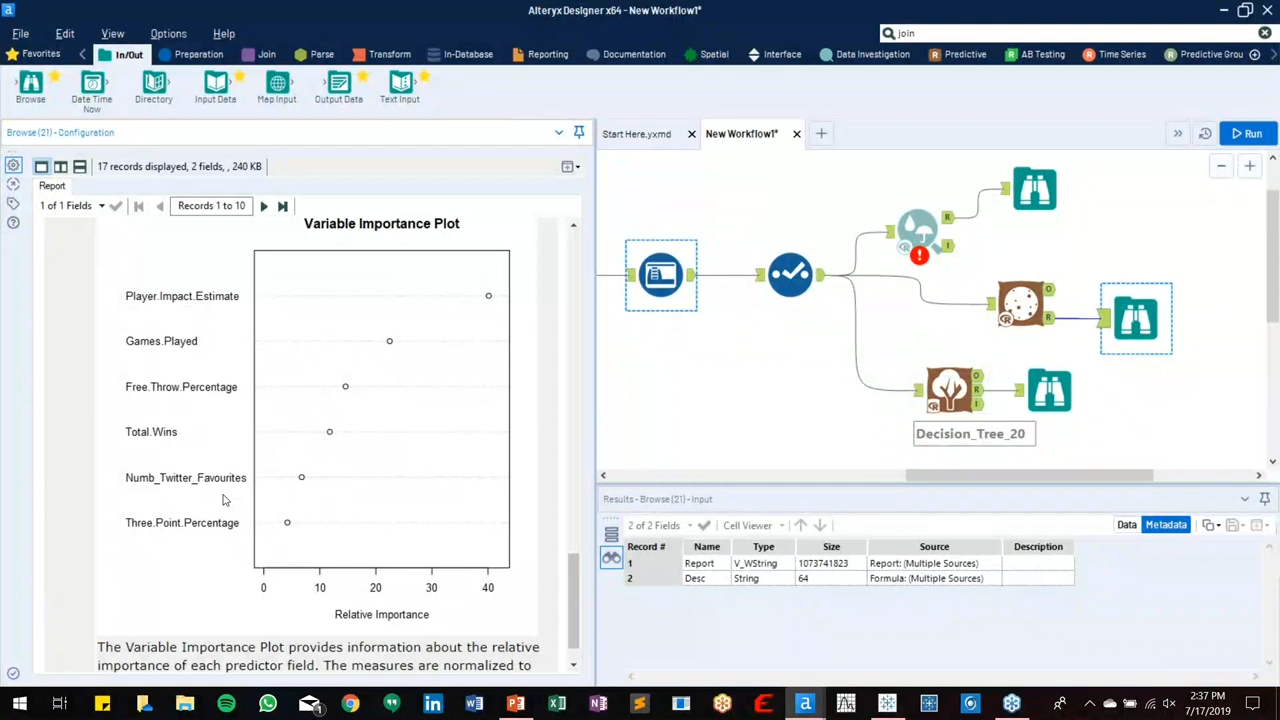 Alteryx Designer x64 - New Workflow1*
File Edit View Options Help
join
Favorites In/Out Preparation Join Parse Transform In-Database Reporting Documentation Spatial Interface Data Investigation Predictive AB Testing Time Series Predictive Grou
Browse Date Time Now Directory Input Data Map Input Output Data Text Input
Browse (21) - Configuration
Start Here.yxmd New Workflow1* Run
17 records displayed, 2 fields, , 240 KB
Report
1 of 1 Fields Records 1 to 10
Variable Importance Plot
Player.Impact.Estimate
Games.Played
Free.Throw.Percentage
Total.Wins
Numb_Twitter_Favourites
Three.Point.Percentage
0 10 20 30 40
Relative Importance
The Variable Importance Plot provides information about the relative
importance of each predictor field. The measures are normalized to
R
I
O
R
O
R
I
Decision_Tree_20
Results - Browse (21) - Input
2 of 2 Fields Cell Viewer Data Metadata
Record # Name Type Size Source Description
1 Report V_WString 1073741823 Report: (Multiple Sources)
2 Desc String 64 Formula: (Multiple Sources)
2:37 PM
7/17/2019